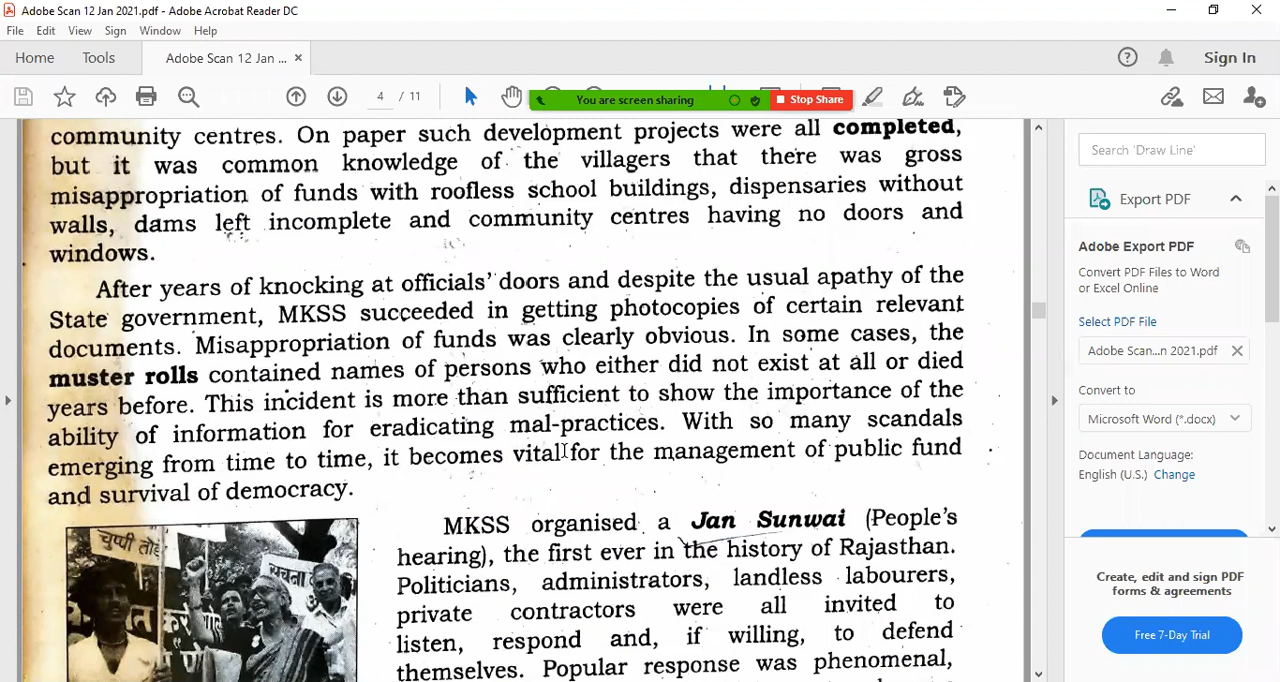 Adobe Scan 12 Jan 2021.pdf - Adobe Acrobat Reader DC
File Edit View Sign Window Help
Home Tools Adobe Scan 12 Jan ... × Sign In
4 / 11 You are screen sharing Stop Share
community centres. On paper such development projects were all completed,
but it was common knowledge of the villagers that there was gross
misappropriation of funds with roofless school buildings, dispensaries without
walls, dams left incomplete and community centres having no doors and
windows.
After years of knocking at officials' doors and despite the usual apathy of the
State government, MKSS succeeded in getting photocopies of certain relevant
documents. Misappropriation of funds was clearly obvious. In some cases, the
muster rolls contained names of persons who either did not exist at all or died
years before. This incident is more than sufficient to show the importance of the
ability of information for eradicating mal-practices. With so many scandals
emerging from time to time, it becomes vital for the management of public fund
and survival of democracy.
MKSS organised a Jan Sunwai (People's
hearing), the first ever in the history of Rajasthan.
Politicians, administrators, landless labourers,
private contractors were all invited to
listen, respond and, if willing, to defend
themselves. Popular response was phenomenal,
चुप्पी
सूचना
Search 'Draw Line'
Export PDF
Adobe Export PDF
Convert PDF Files to Word
or Excel Online
Select PDF File
Adobe Scan...n 2021.pdf
Convert to
Microsoft Word (*.docx)
Document Language:
English (U.S.) Change
Create, edit and sign PDF
forms & agreements
Free 7-Day Trial